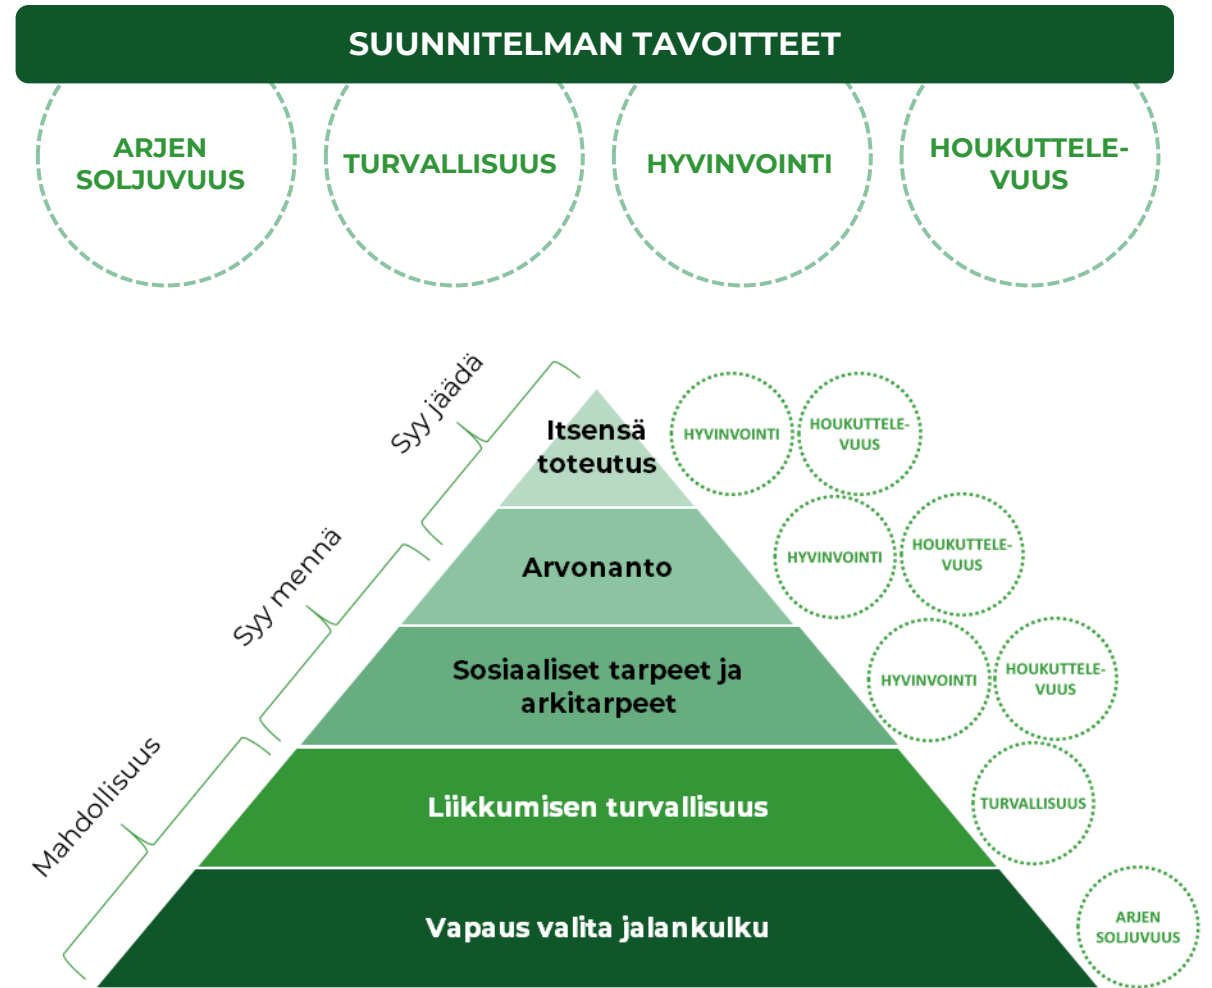 SUUNNITELMAN TAVOITTEET
ARJEN
SOLJUVUUS
TURVALLISUUS
HYVINVOINTI
HOUKUTTELE-
VUUS
Syy jäädä
Itsensä
toteutus
HYVINVOINTI
HOUKUTTELE-
VUUS
Syy mennä
Arvonanto
HYVINVOINTI
HOUKUTTELE-
VUUS
Sosiaaliset tarpeet ja
arkitarpeet
HYVINVOINTI
HOUKUTTELE-
VUUS
Mahdollisuus
Liikkumisen turvallisuus
TURVALLISUUS
Vapaus valita jalankulku
ARJEN
SOLJUVUUS